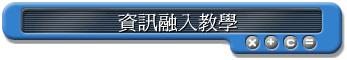 資訊融入教學
× + C =